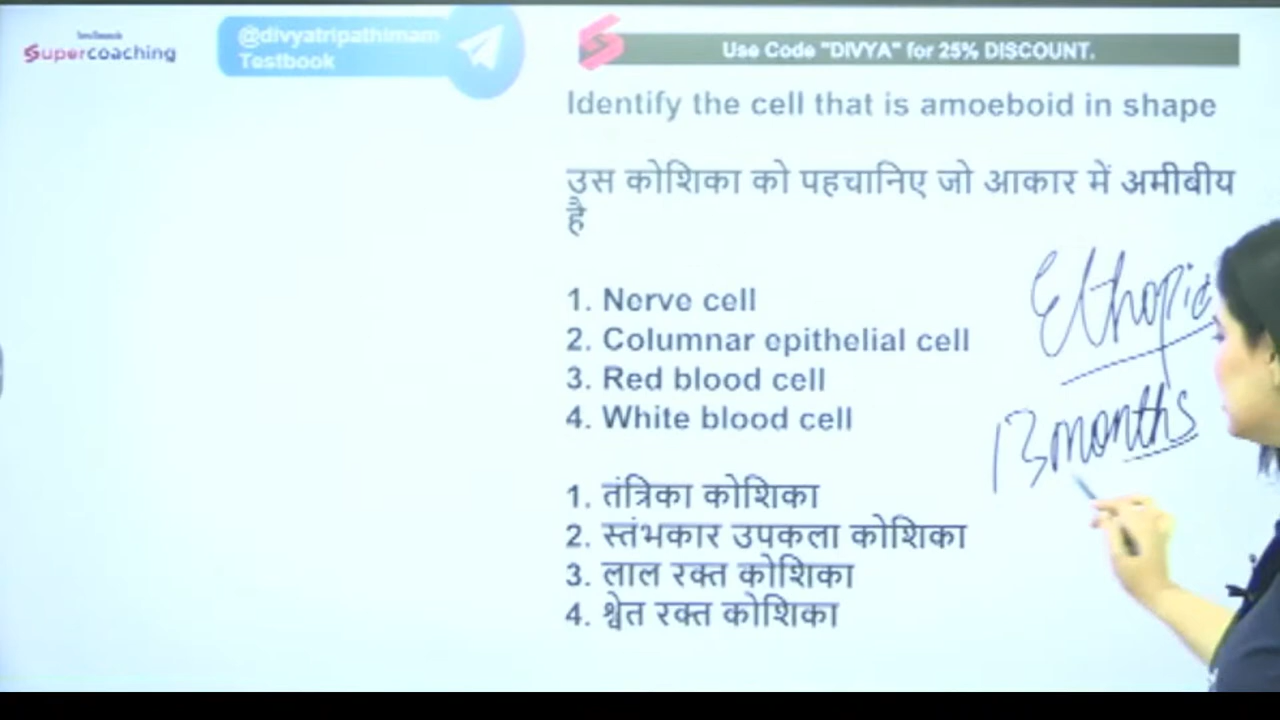 testbook
Supercoaching
@divyatripathimam
Testbook
Use Code "DIVYA" for 25% DISCOUNT.
Identify the cell that is amoeboid in shape
उस कोशिका को पहचानिए जो आकार में अमीबीय
है
Ethopia
13 months
1. Nerve cell
2. Columnar epithelial cell
3. Red blood cell
4. White blood cell
1. तंत्रिका कोशिका
2. स्तंभकार उपकला कोशिका
3. लाल रक्त कोशिका
4. श्वेत रक्त कोशिका